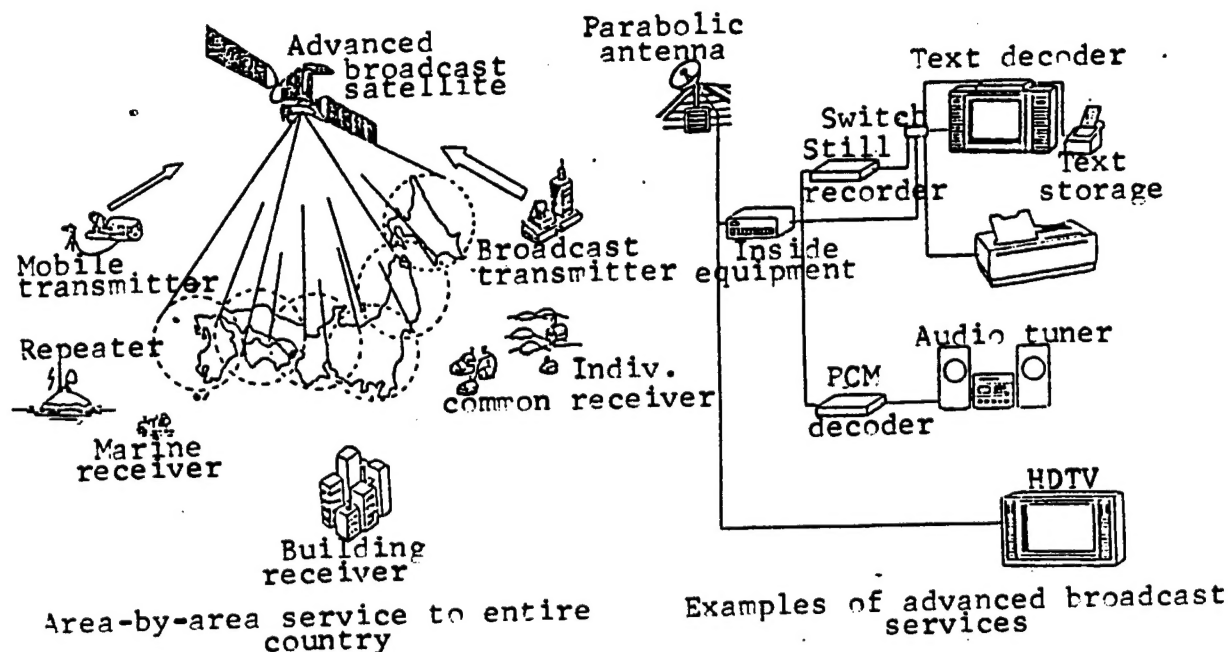 Advanced
broadcast
satellite
Mobile
transmitter
Broadcast
transmitter
Repeater
Marine
receiver
Indiv.
common receiver
Building
receiver
Area-by-area service to entire
country
Parabolic
antenna
Text decoder
Switch
Still
recorder
Text
storage
Inside
equipment
Audio tuner
PCM
decoder
HDTV
Examples of advanced broadcast
services